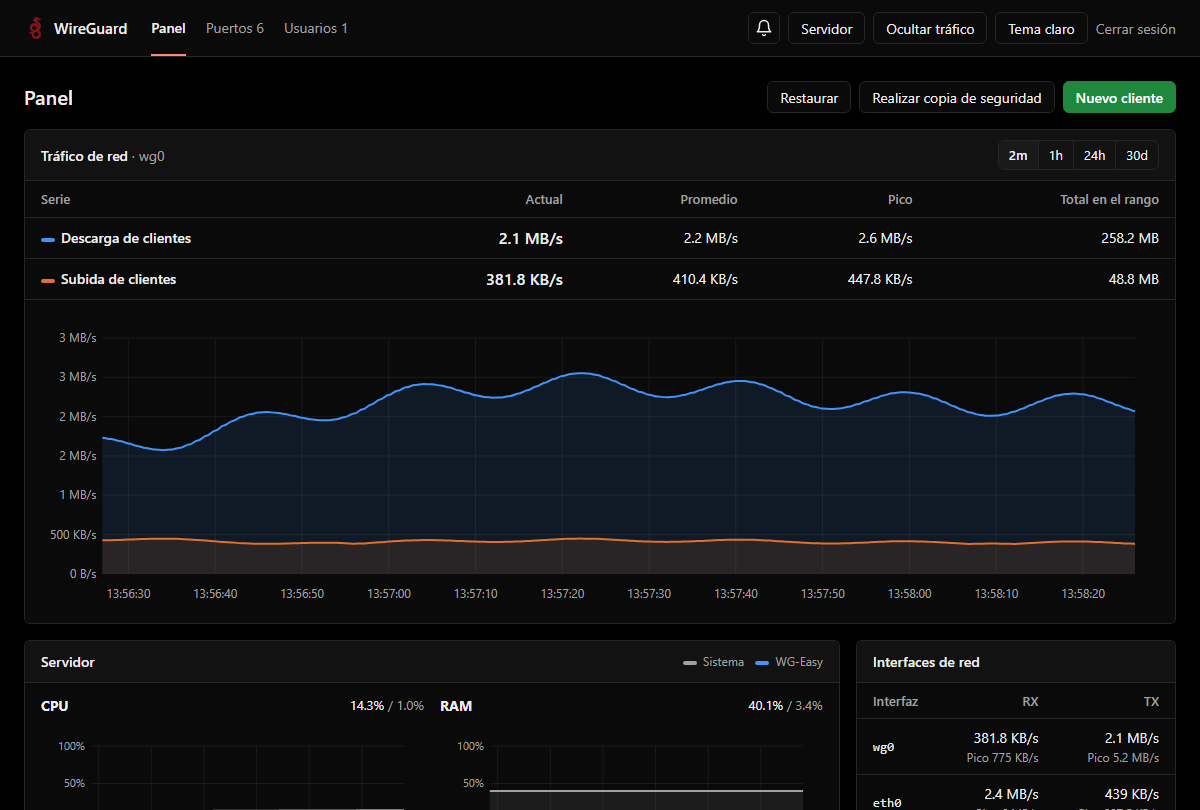 WireGuard Panel Puertos 6 Usuarios 1 Servidor Ocultar tráfico Tema claro Cerrar sesión
Panel Restaurar Realizar copia de seguridad Nuevo cliente
Tráfico de red · wg0 2m 1h 24h 30d
Serie Actual Promedio Pico Total en el rango
Descarga de clientes 2.1 MB/s 2.2 MB/s 2.6 MB/s 258.2 MB
Subida de clientes 381.8 KB/s 410.4 KB/s 447.8 KB/s 48.8 MB
3 MB/s
3 MB/s
2 MB/s
2 MB/s
1 MB/s
500 KB/s
0 B/s
13:56:30 13:56:40 13:56:50 13:57:00 13:57:10 13:57:20 13:57:30 13:57:40 13:57:50 13:58:00 13:58:10 13:58:20
Servidor Sistema WG-Easy
CPU 14.3% / 1.0% RAM 40.1% / 3.4%
100% 100%
50% 50%
Interfaces de red
Interfaz RX TX
wg0 381.8 KB/s 2.1 MB/s
Pico 775 KB/s Pico 5.2 MB/s
eth0 2.4 MB/s 439 KB/s